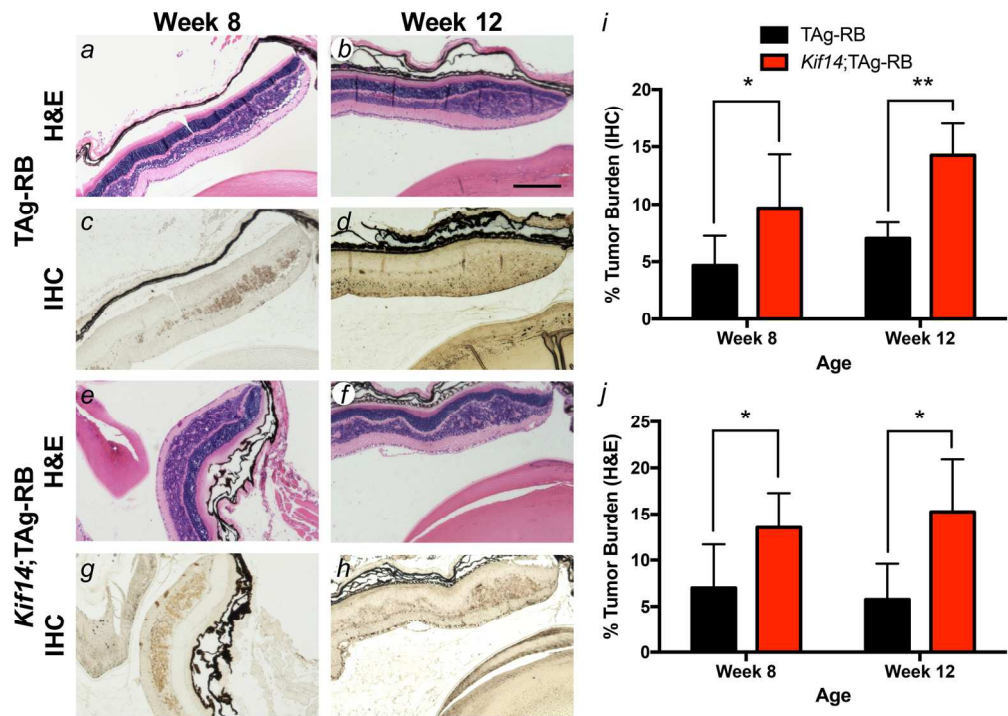 Week 8
Week 12
TAg-RB
H&E
a
b
IHC
c
d
Kif14;TAg-RB
H&E
e
f
IHC
g
h
i
TAg-RB
Kif14;TAg-RB
% Tumor Burden (IHC)
20
15
10
5
0
*
**
Week 8
Week 12
Age
j
% Tumor Burden (H&E)
25
20
15
10
5
0
*
*
Week 8
Week 12
Age